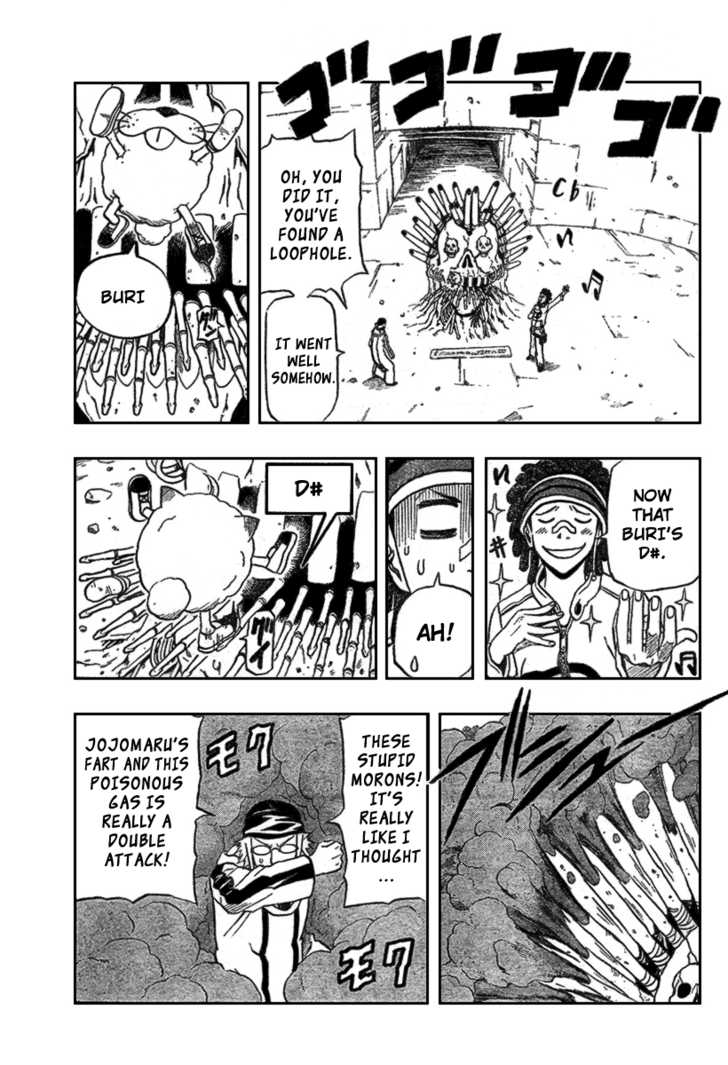 ゴゴゴゴ
OH, YOU
DID IT,
YOU'VE
FOUND A
LOOPHOLE.
IT WENT
WELL
SOMEHOW.
Cb
BURI
NOW
THAT
BURI'S
D#.
#
AH!
D#
グイ
THESE
STUPID
MORONS!
IT'S
REALLY
LIKE I
THOUGHT
...
JOJOMARU'S
FART AND THIS
POISONOUS
GAS IS
REALLY A
DOUBLE
ATTACK!
モク
モク